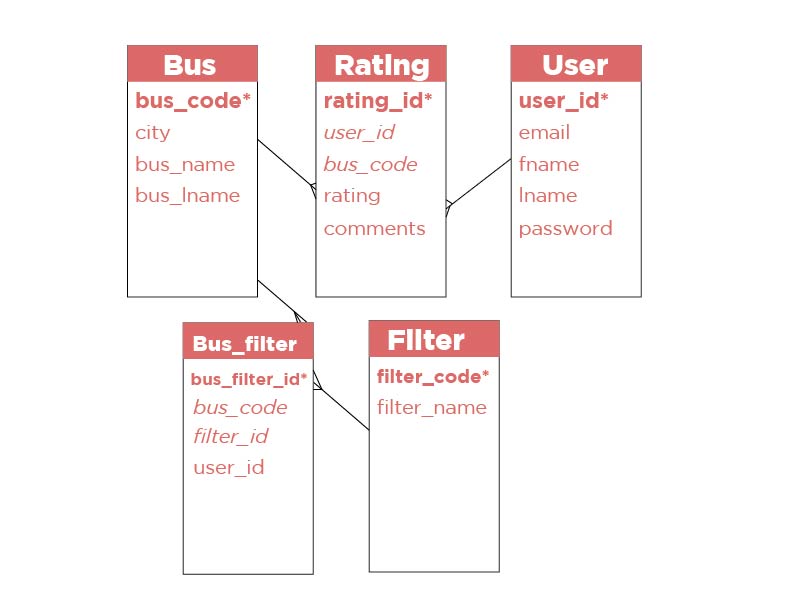 Bus
bus_code*
city
bus_name
bus_lname
Rating
rating_id*
user_id
bus_code
rating
comments
User
user_id*
email
fname
lname
password
Bus_filter
bus_filter_id*
bus_code
filter_id
user_id
Filter
filter_code*
filter_name